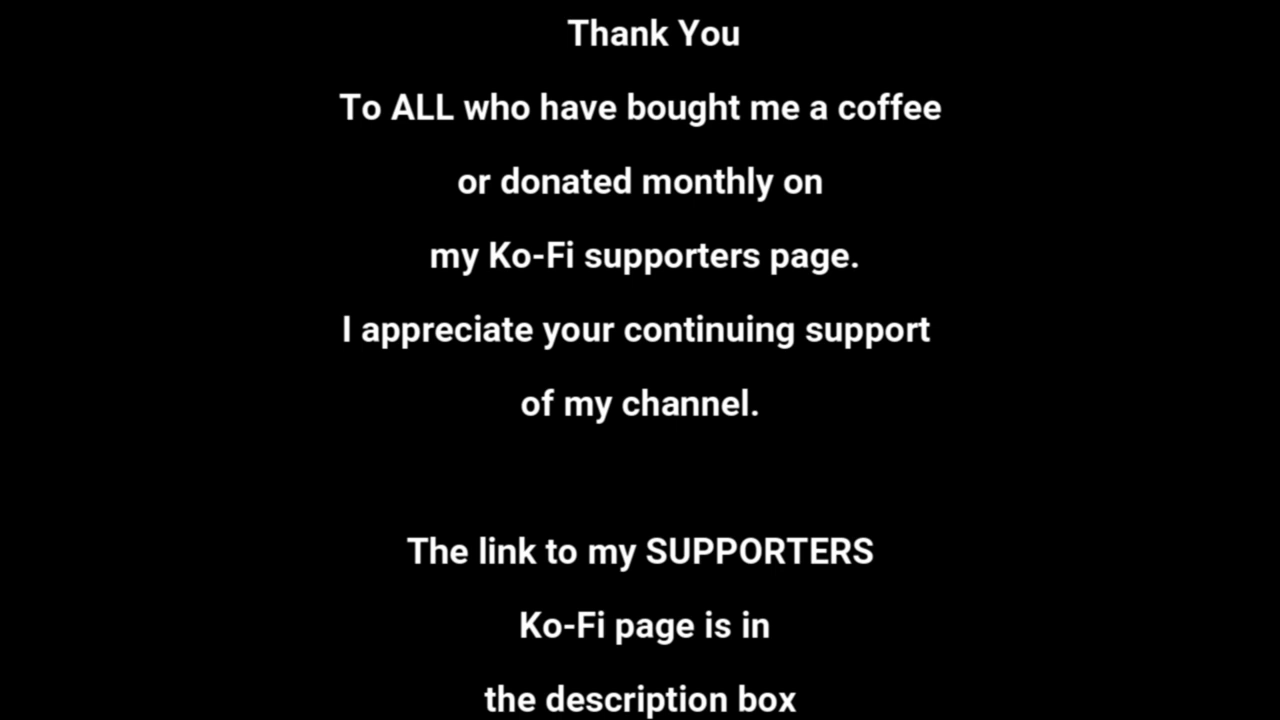 Thank You
To ALL who have bought me a coffee
or donated monthly on
my Ko-Fi supporters page.
I appreciate your continuing support
of my channel.
The link to my SUPPORTERS
Ko-Fi page is in
the description box